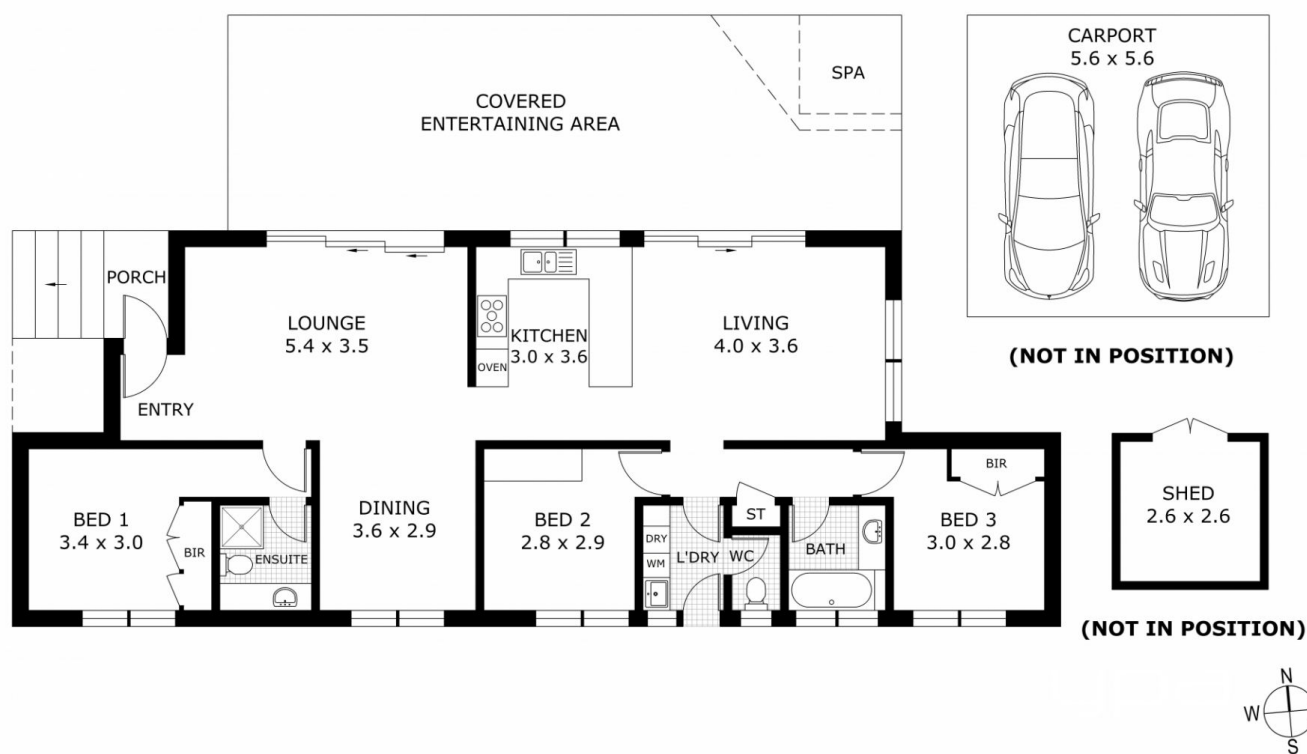 COVERED
ENTERTAINING AREA
SPA
CARPORT
5.6 x 5.6
(NOT IN POSITION)
PORCH
ENTRY
LOUNGE
5.4 x 3.5
KITCHEN
3.0 x 3.6
OVEN
LIVING
4.0 x 3.6
BED 1
3.4 x 3.0
BIR
ENSUITE
DINING
3.6 x 2.9
BED 2
2.8 x 2.9
DRY
WM
L'DRY
WC
ST
BATH
BED 3
3.0 x 2.8
BIR
SHED
2.6 x 2.6
(NOT IN POSITION)
N
W
S